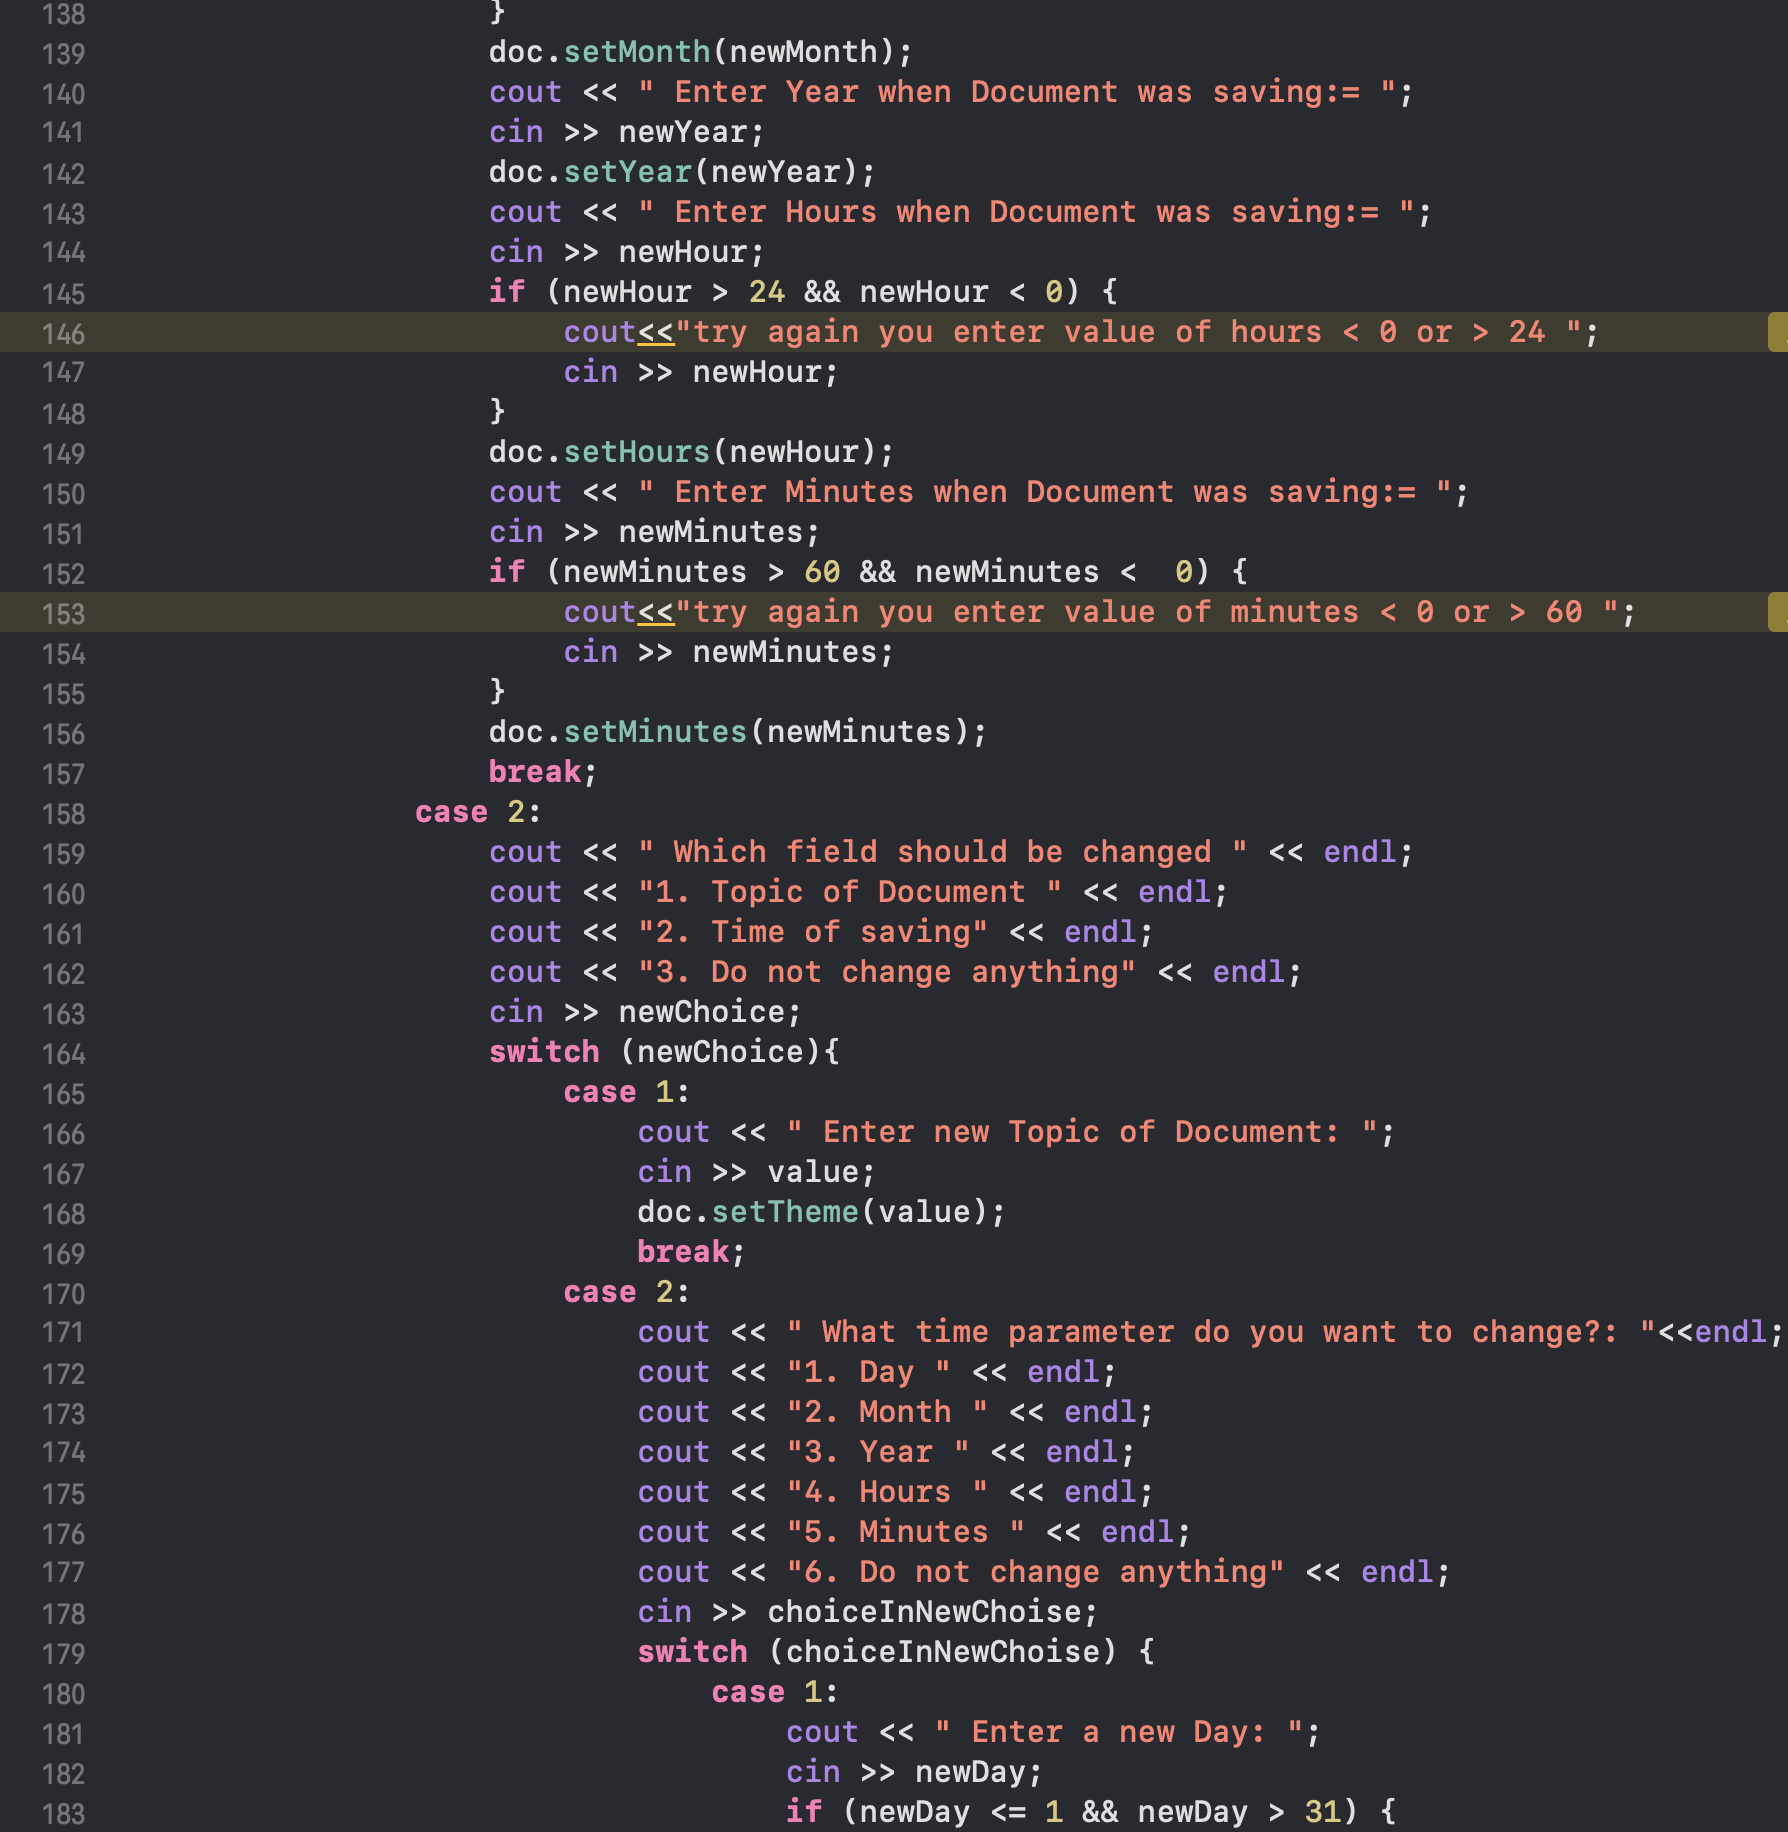 138 }
139 doc.setMonth(newMonth);
140 cout << " Enter Year when Document was saving:= ";
141 cin >> newYear;
142 doc.setYear(newYear);
143 cout << " Enter Hours when Document was saving:= ";
144 cin >> newHour;
145 if (newHour > 24 && newHour < 0) {
146 cout<<"try again you enter value of hours < 0 or > 24 ";
147 cin >> newHour;
148 }
149 doc.setHours(newHour);
150 cout << " Enter Minutes when Document was saving:= ";
151 cin >> newMinutes;
152 if (newMinutes > 60 && newMinutes <  0) {
153 cout<<"try again you enter value of minutes < 0 or > 60 ";
154 cin >> newMinutes;
155 }
156 doc.setMinutes(newMinutes);
157 break;
158 case 2:
159 cout << " Which field should be changed " << endl;
160 cout << "1. Topic of Document " << endl;
161 cout << "2. Time of saving" << endl;
162 cout << "3. Do not change anything" << endl;
163 cin >> newChoice;
164 switch (newChoice){
165 case 1:
166 cout << " Enter new Topic of Document: ";
167 cin >> value;
168 doc.setTheme(value);
169 break;
170 case 2:
171 cout << " What time parameter do you want to change?: "<<endl;
172 cout << "1. Day " << endl;
173 cout << "2. Month " << endl;
174 cout << "3. Year " << endl;
175 cout << "4. Hours " << endl;
176 cout << "5. Minutes " << endl;
177 cout << "6. Do not change anything" << endl;
178 cin >> choiceInNewChoise;
179 switch (choiceInNewChoise) {
180 case 1:
181 cout << " Enter a new Day: ";
182 cin >> newDay;
183 if (newDay <= 1 && newDay > 31) {